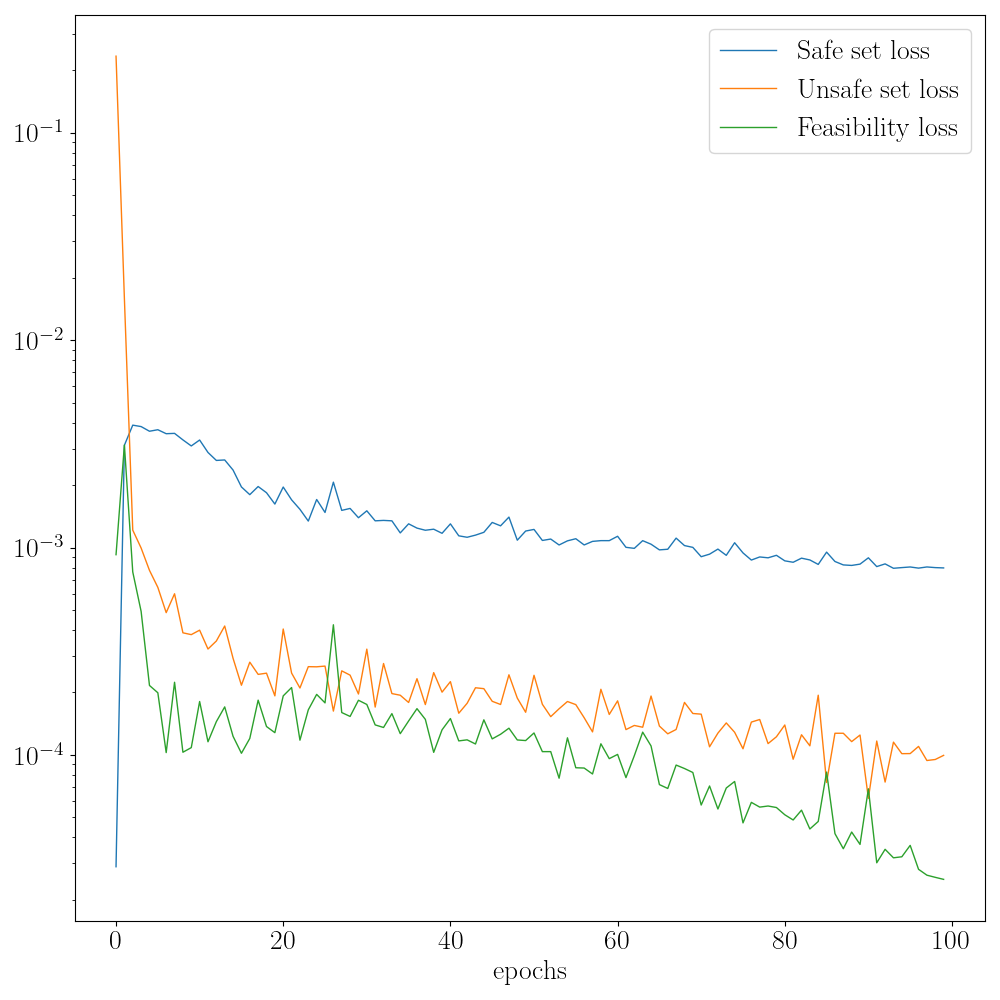 Safe set loss
Unsafe set loss
Feasibility loss
10⁻¹
10⁻²
10⁻³
10⁻⁴
0 20 40 60 80 100
epochs